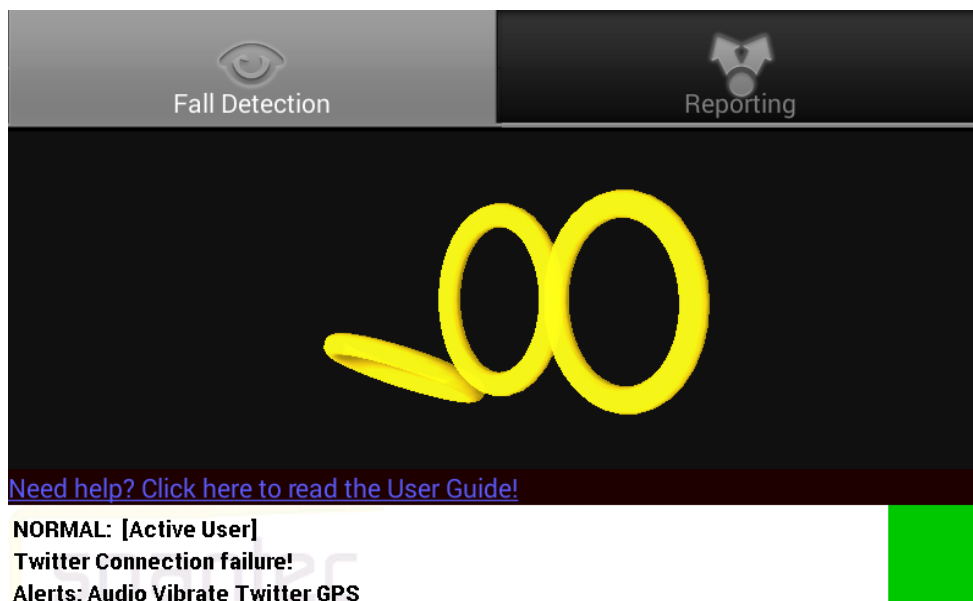 Fall Detection
Reporting
Need help? Click here to read the User Guide!
NORMAL: [Active User]
Twitter Connection failure!
Alerts: Audio Vibrate Twitter GPS